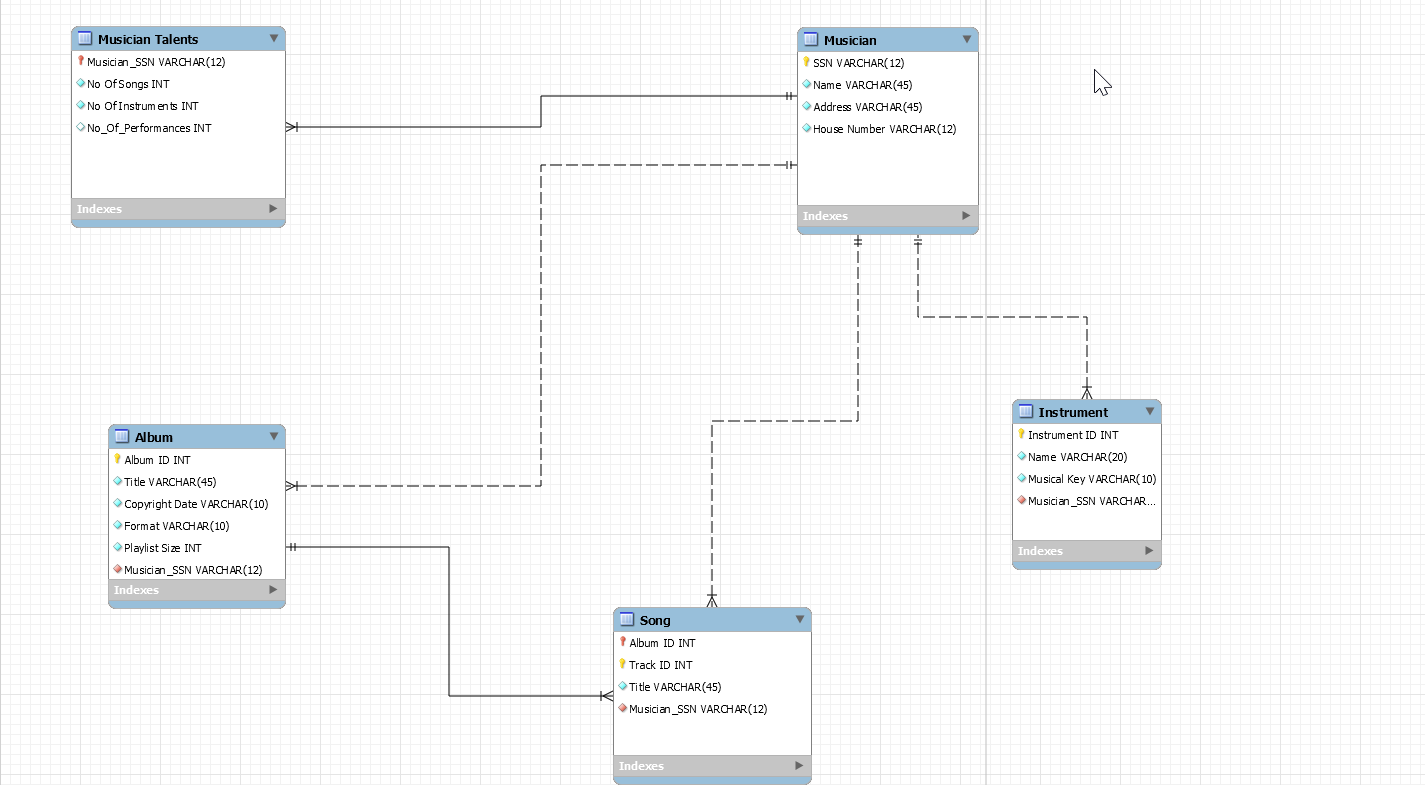 Musician Talents
Musician_SSN VARCHAR(12)
No Of Songs INT
No Of Instruments INT
No_Of_Performances INT
Indexes
Musician
SSN VARCHAR(12)
Name VARCHAR(45)
Address VARCHAR(45)
House Number VARCHAR(12)
Indexes
Album
Album ID INT
Title VARCHAR(45)
Copyright Date VARCHAR(10)
Format VARCHAR(10)
Playlist Size INT
Musician_SSN VARCHAR(12)
Indexes
Instrument
Instrument ID INT
Name VARCHAR(20)
Musical Key VARCHAR(10)
Musician_SSN VARCHAR...
Indexes
Song
Album ID INT
Track ID INT
Title VARCHAR(45)
Musician_SSN VARCHAR(12)
Indexes